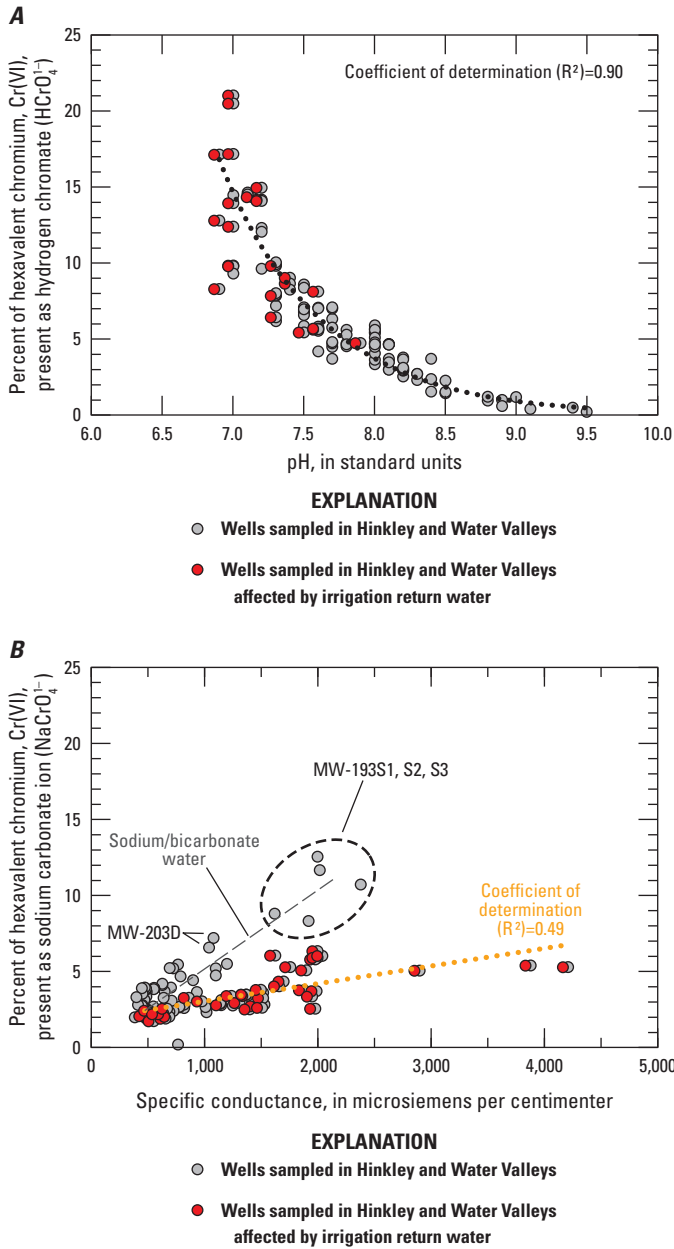 A
Percent of hexavalent chromium, Cr(VI),
present as hydrogen chromate (HCrO₄¹⁻)
25
20
15
10
5
0
Coefficient of determination (R²)=0.90
6.0 6.5 7.0 7.5 8.0 8.5 9.0 9.5 10.0
pH, in standard units
EXPLANATION
Wells sampled in Hinkley and Water Valleys
Wells sampled in Hinkley and Water Valleys
affected by irrigation return water
B
Percent of hexavalent chromium, Cr(VI),
present as sodium carbonate ion (NaCrO₄¹⁻)
25
20
15
10
5
0
MW-193S1, S2, S3
Sodium/bicarbonate
water
MW-203D
Coefficient of
determination
(R²)=0.49
0 1,000 2,000 3,000 4,000 5,000
Specific conductance, in microsiemens per centimenter
EXPLANATION
Wells sampled in Hinkley and Water Valleys
Wells sampled in Hinkley and Water Valleys
affected by irrigation return water